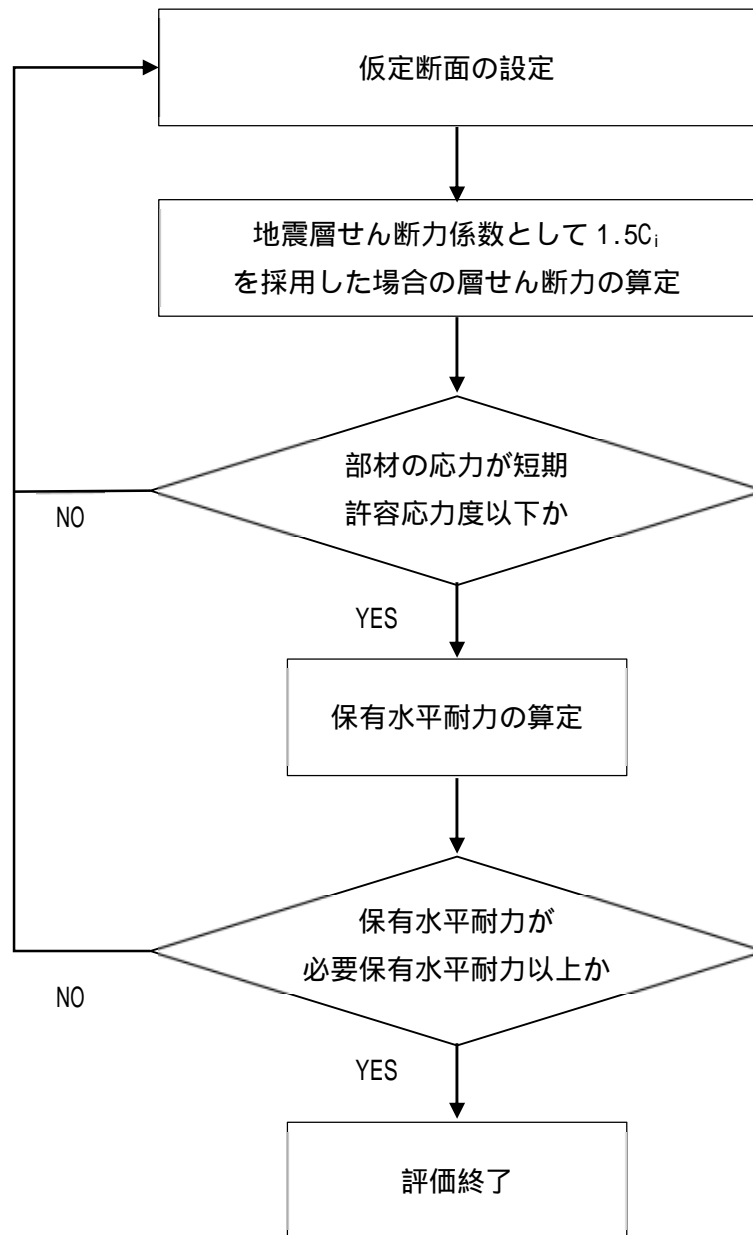 仮定断面の設定
地震層せん断力係数として 1.5Ci
を採用した場合の層せん断力の算定
部材の応力が短期
許容応力度以下か
NO
YES
保有水平耐力の算定
保有水平耐力が
必要保有水平耐力以上か
NO
YES
評価終了